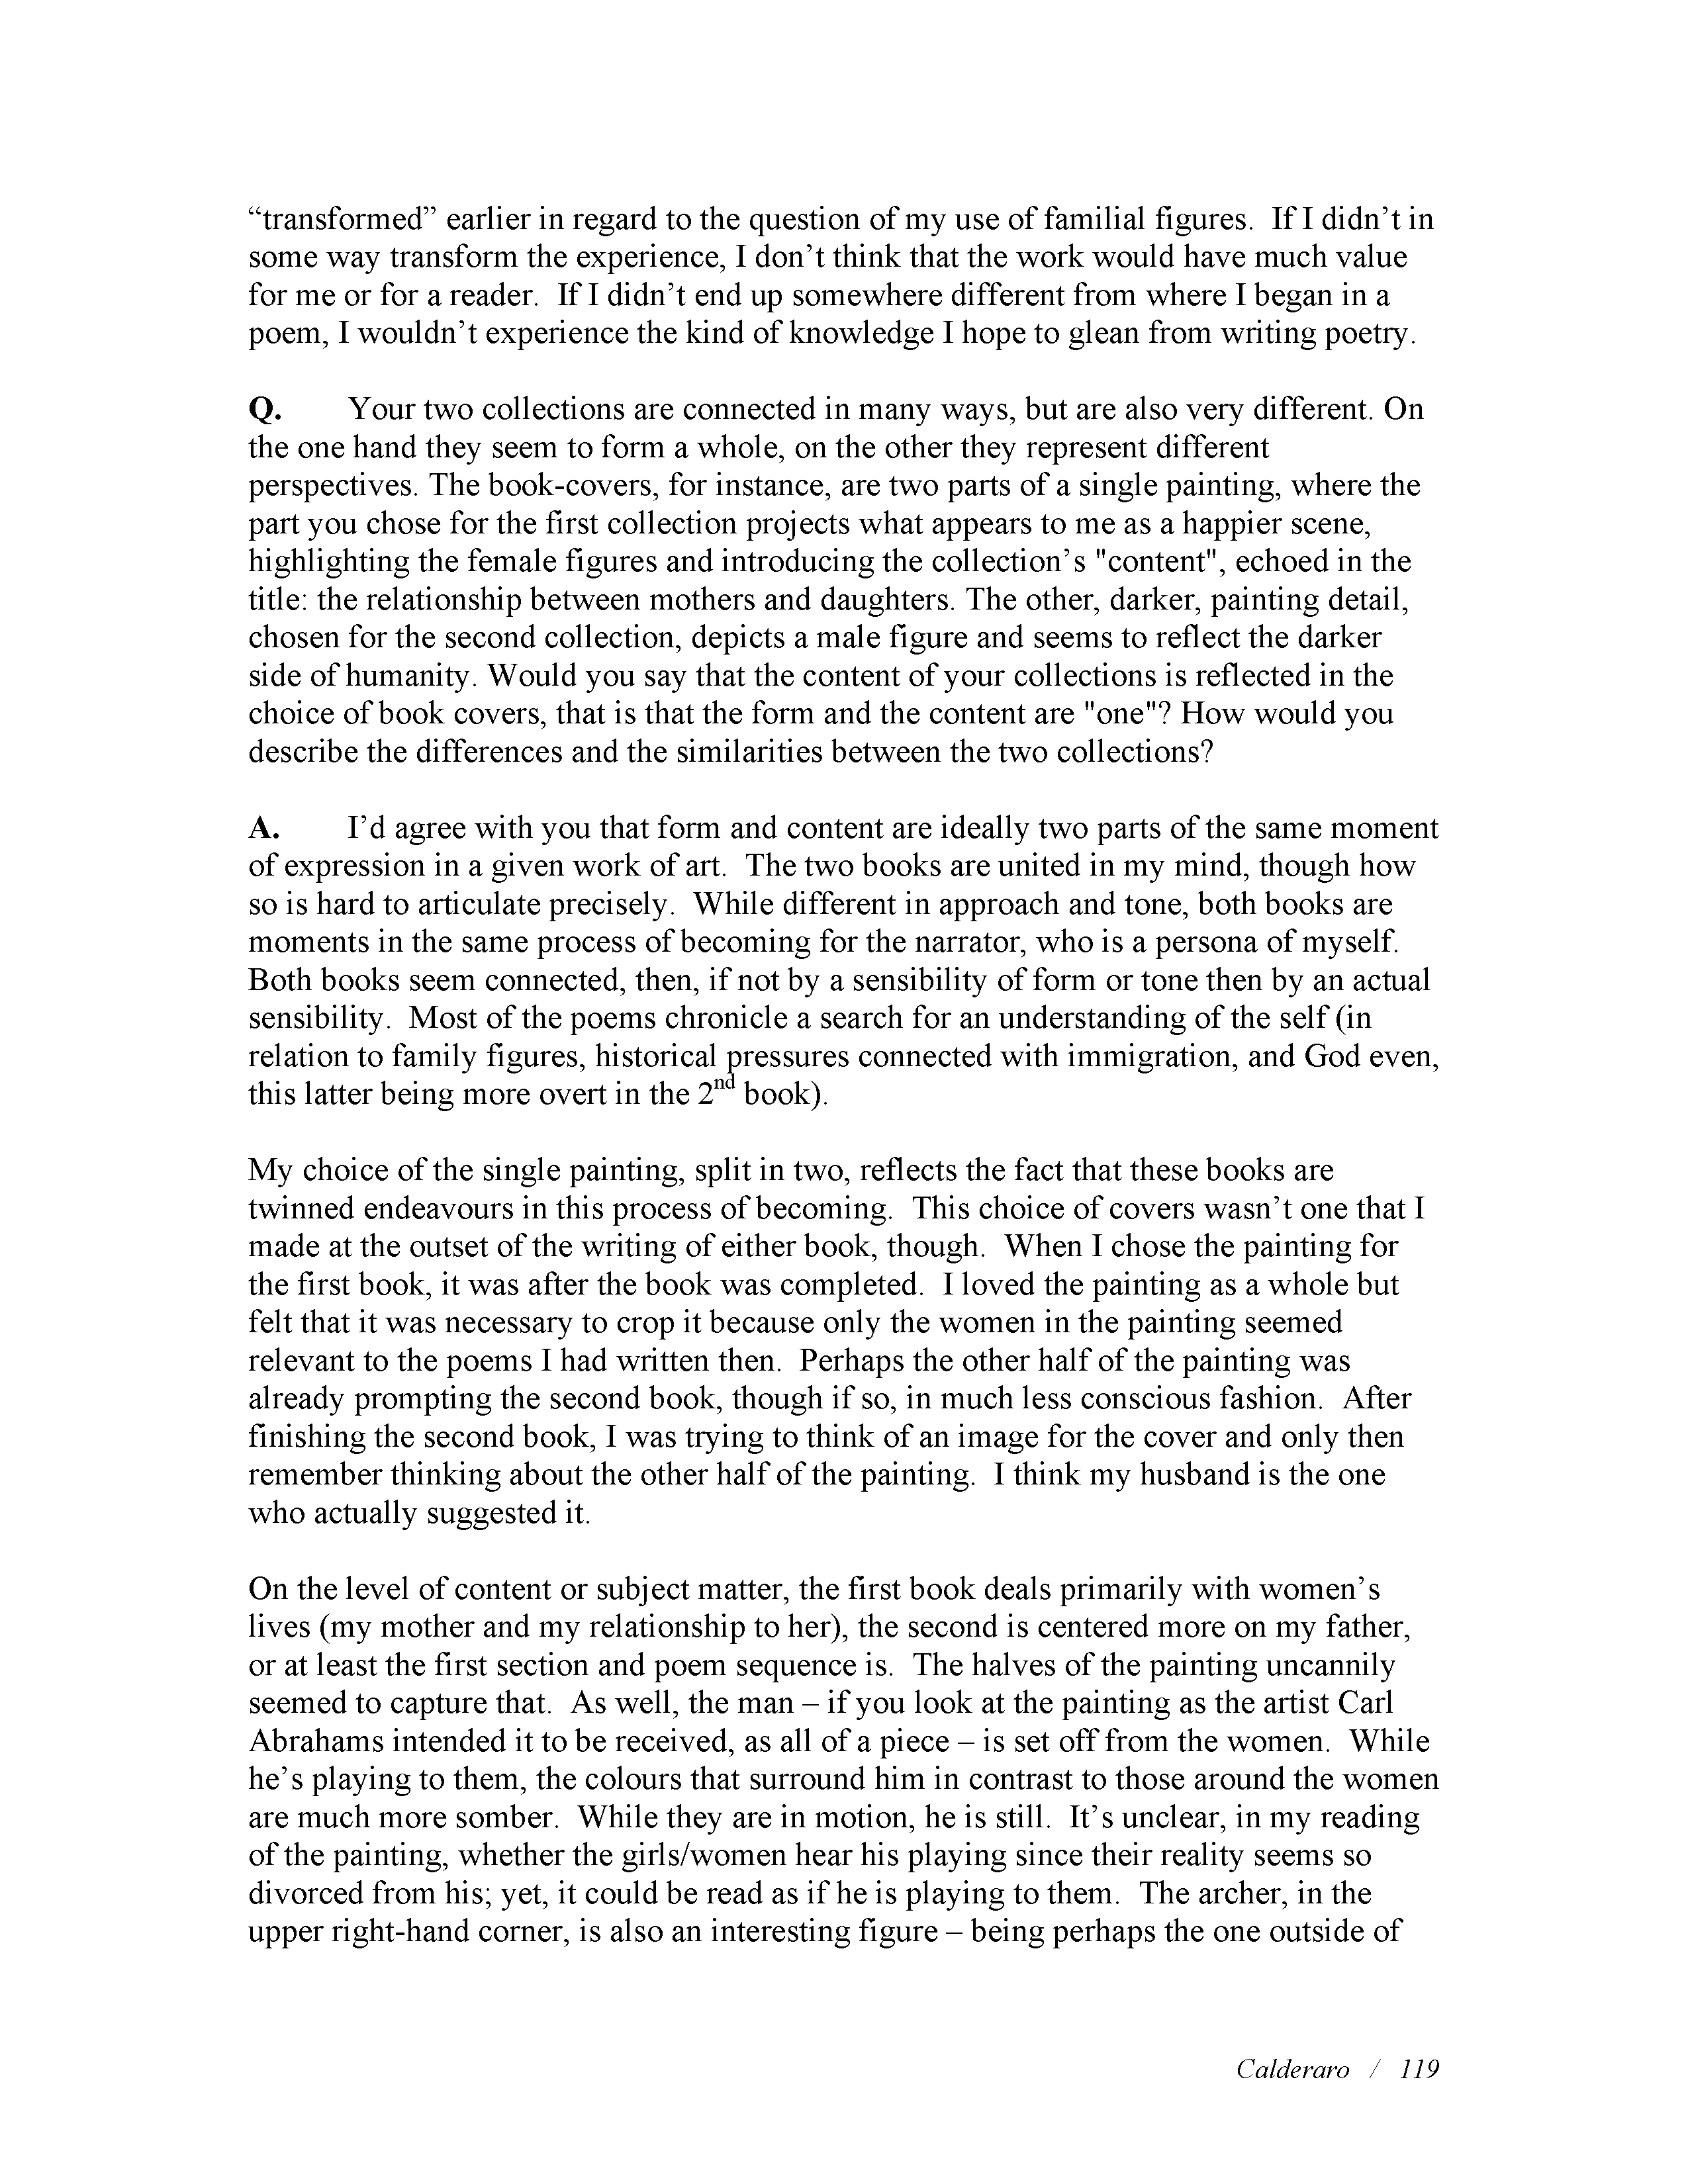 “transformed” earlier in regard to the question of my use of familial figures.  If I didn’t in
some way transform the experience, I don’t think that the work would have much value
for me or for a reader.  If I didn’t end up somewhere different from where I began in a
poem, I wouldn’t experience the kind of knowledge I hope to glean from writing poetry.
Q. Your two collections are connected in many ways, but are also very different. On
the one hand they seem to form a whole, on the other they represent different
perspectives. The book-covers, for instance, are two parts of a single painting, where the
part you chose for the first collection projects what appears to me as a happier scene,
highlighting the female figures and introducing the collection’s "content", echoed in the
title: the relationship between mothers and daughters. The other, darker, painting detail,
chosen for the second collection, depicts a male figure and seems to reflect the darker
side of humanity. Would you say that the content of your collections is reflected in the
choice of book covers, that is that the form and the content are "one"? How would you
describe the differences and the similarities between the two collections?
A. I’d agree with you that form and content are ideally two parts of the same moment
of expression in a given work of art.  The two books are united in my mind, though how
so is hard to articulate precisely.  While different in approach and tone, both books are
moments in the same process of becoming for the narrator, who is a persona of myself.
Both books seem connected, then, if not by a sensibility of form or tone then by an actual
sensibility.  Most of the poems chronicle a search for an understanding of the self (in
relation to family figures, historical pressures connected with immigration, and God even,
this latter being more overt in the 2nd book).
My choice of the single painting, split in two, reflects the fact that these books are
twinned endeavours in this process of becoming.  This choice of covers wasn’t one that I
made at the outset of the writing of either book, though.  When I chose the painting for
the first book, it was after the book was completed.  I loved the painting as a whole but
felt that it was necessary to crop it because only the women in the painting seemed
relevant to the poems I had written then.  Perhaps the other half of the painting was
already prompting the second book, though if so, in much less conscious fashion.  After
finishing the second book, I was trying to think of an image for the cover and only then
remember thinking about the other half of the painting.  I think my husband is the one
who actually suggested it.
On the level of content or subject matter, the first book deals primarily with women’s
lives (my mother and my relationship to her), the second is centered more on my father,
or at least the first section and poem sequence is.  The halves of the painting uncannily
seemed to capture that.  As well, the man – if you look at the painting as the artist Carl
Abrahams intended it to be received, as all of a piece – is set off from the women.  While
he’s playing to them, the colours that surround him in contrast to those around the women
are much more somber.  While they are in motion, he is still.  It’s unclear, in my reading
of the painting, whether the girls/women hear his playing since their reality seems so
divorced from his; yet, it could be read as if he is playing to them.  The archer, in the
upper right-hand corner, is also an interesting figure – being perhaps the one outside of
Calderaro / 119